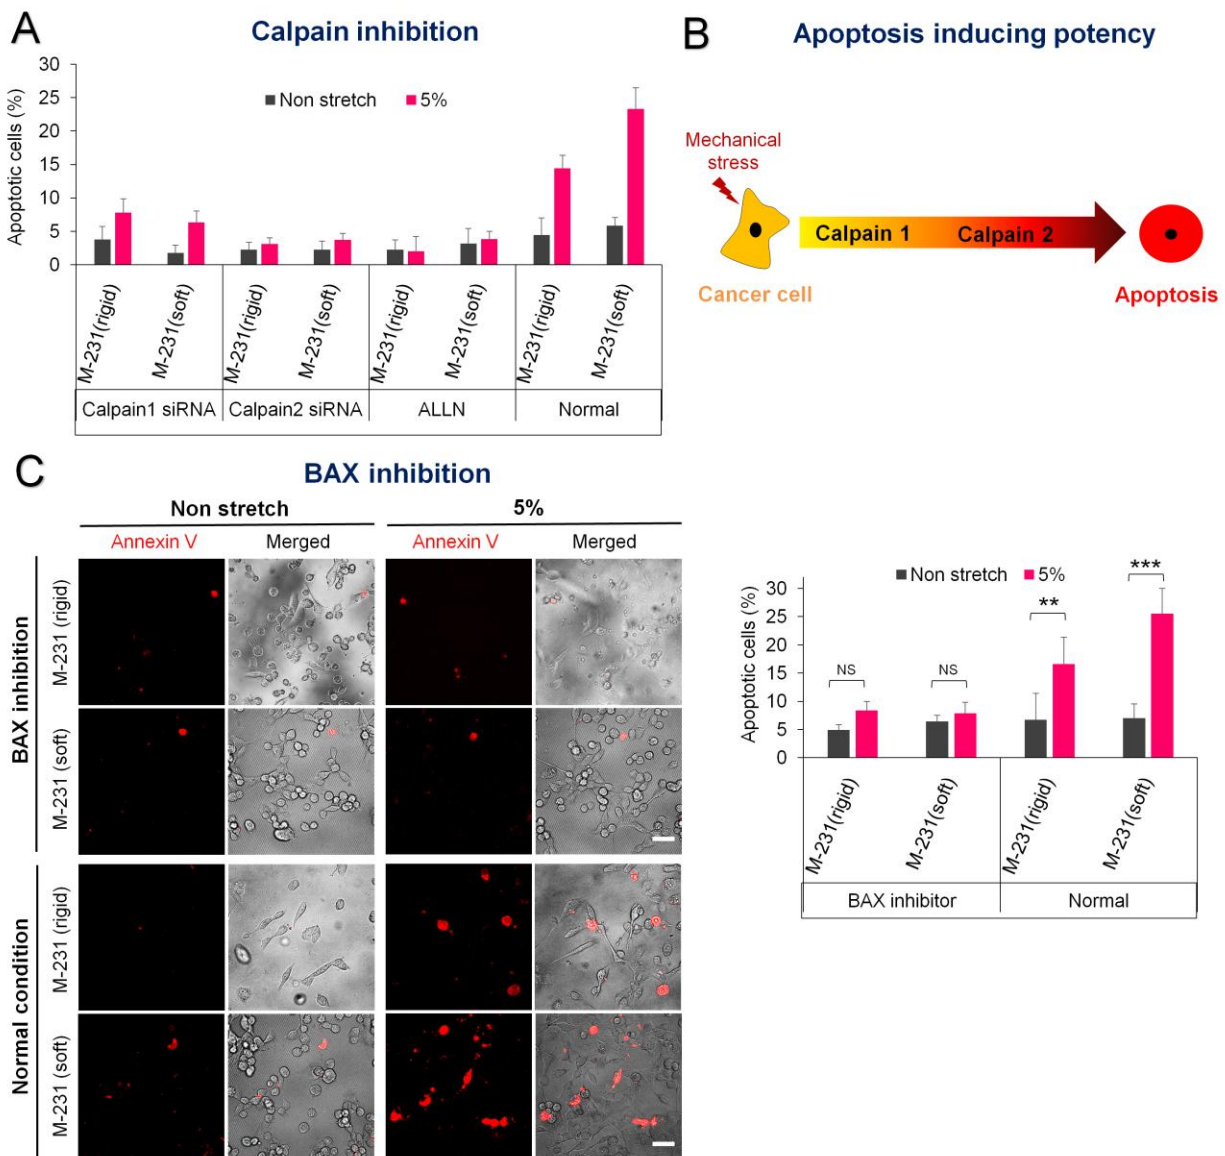 A
Calpain inhibition
Apoptotic cells (%)
30
25
20
15
10
5
0
Non stretch
5%
M-231(rigid)
M-231(soft)
M-231(rigid)
M-231(soft)
M-231(rigid)
M-231(soft)
M-231(rigid)
M-231(soft)
Calpain1 siRNA
Calpain2 siRNA
ALLN
Normal
B
Apoptosis inducing potency
Mechanical
stress
Calpain 1
Calpain 2
Cancer cell
Apoptosis
C
BAX inhibition
Non stretch
5%
Annexin V
Merged
Annexin V
Merged
BAX inhibition
M-231 (rigid)
M-231 (soft)
Normal condition
M-231 (rigid)
M-231 (soft)
Apoptotic cells (%)
30
25
20
15
10
5
0
Non stretch
5%
NS
NS
**
***
M-231(rigid)
M-231(soft)
M-231(rigid)
M-231(soft)
BAX inhibitor
Normal